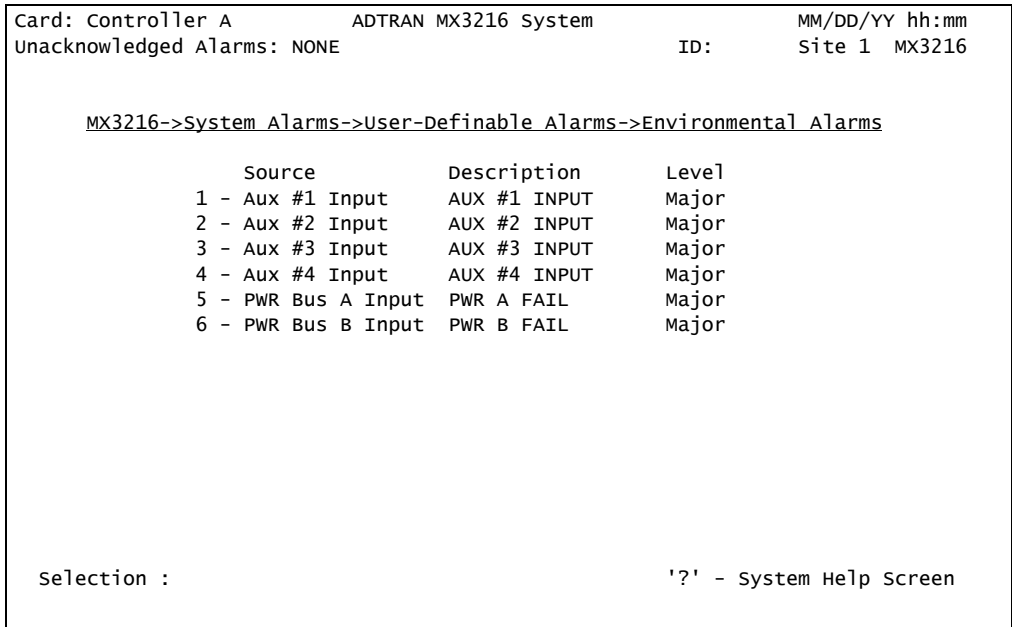 Card: Controller A ADTRAN MX3216 System MM/DD/YY hh:mm
Unacknowledged Alarms: NONE ID: Site 1 MX3216
MX3216->System Alarms->User-Definable Alarms->Environmental Alarms
Source Description Level
1 - Aux #1 Input AUX #1 INPUT Major
2 - Aux #2 Input AUX #2 INPUT Major
3 - Aux #3 Input AUX #3 INPUT Major
4 - Aux #4 Input AUX #4 INPUT Major
5 - PWR Bus A Input PWR A FAIL Major
6 - PWR Bus B Input PWR B FAIL Major
Selection : '?' - System Help Screen